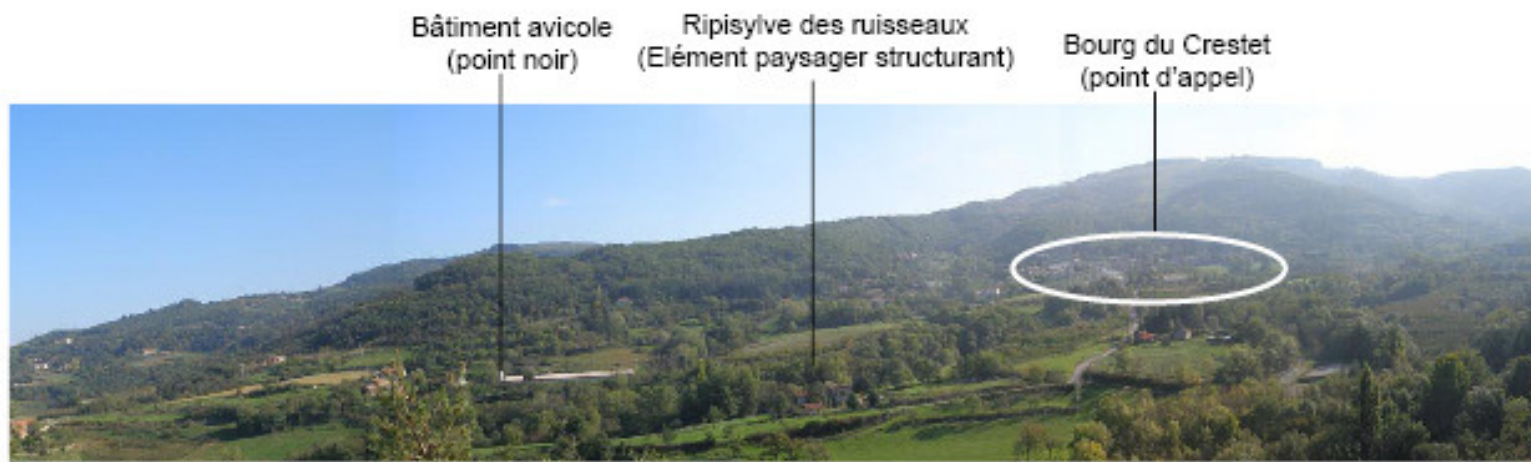 Bâtiment avicole
(point noir)
Ripisylve des ruisseaux
(Elément paysager structurant)
Bourg du Crestet
(point d'appel)